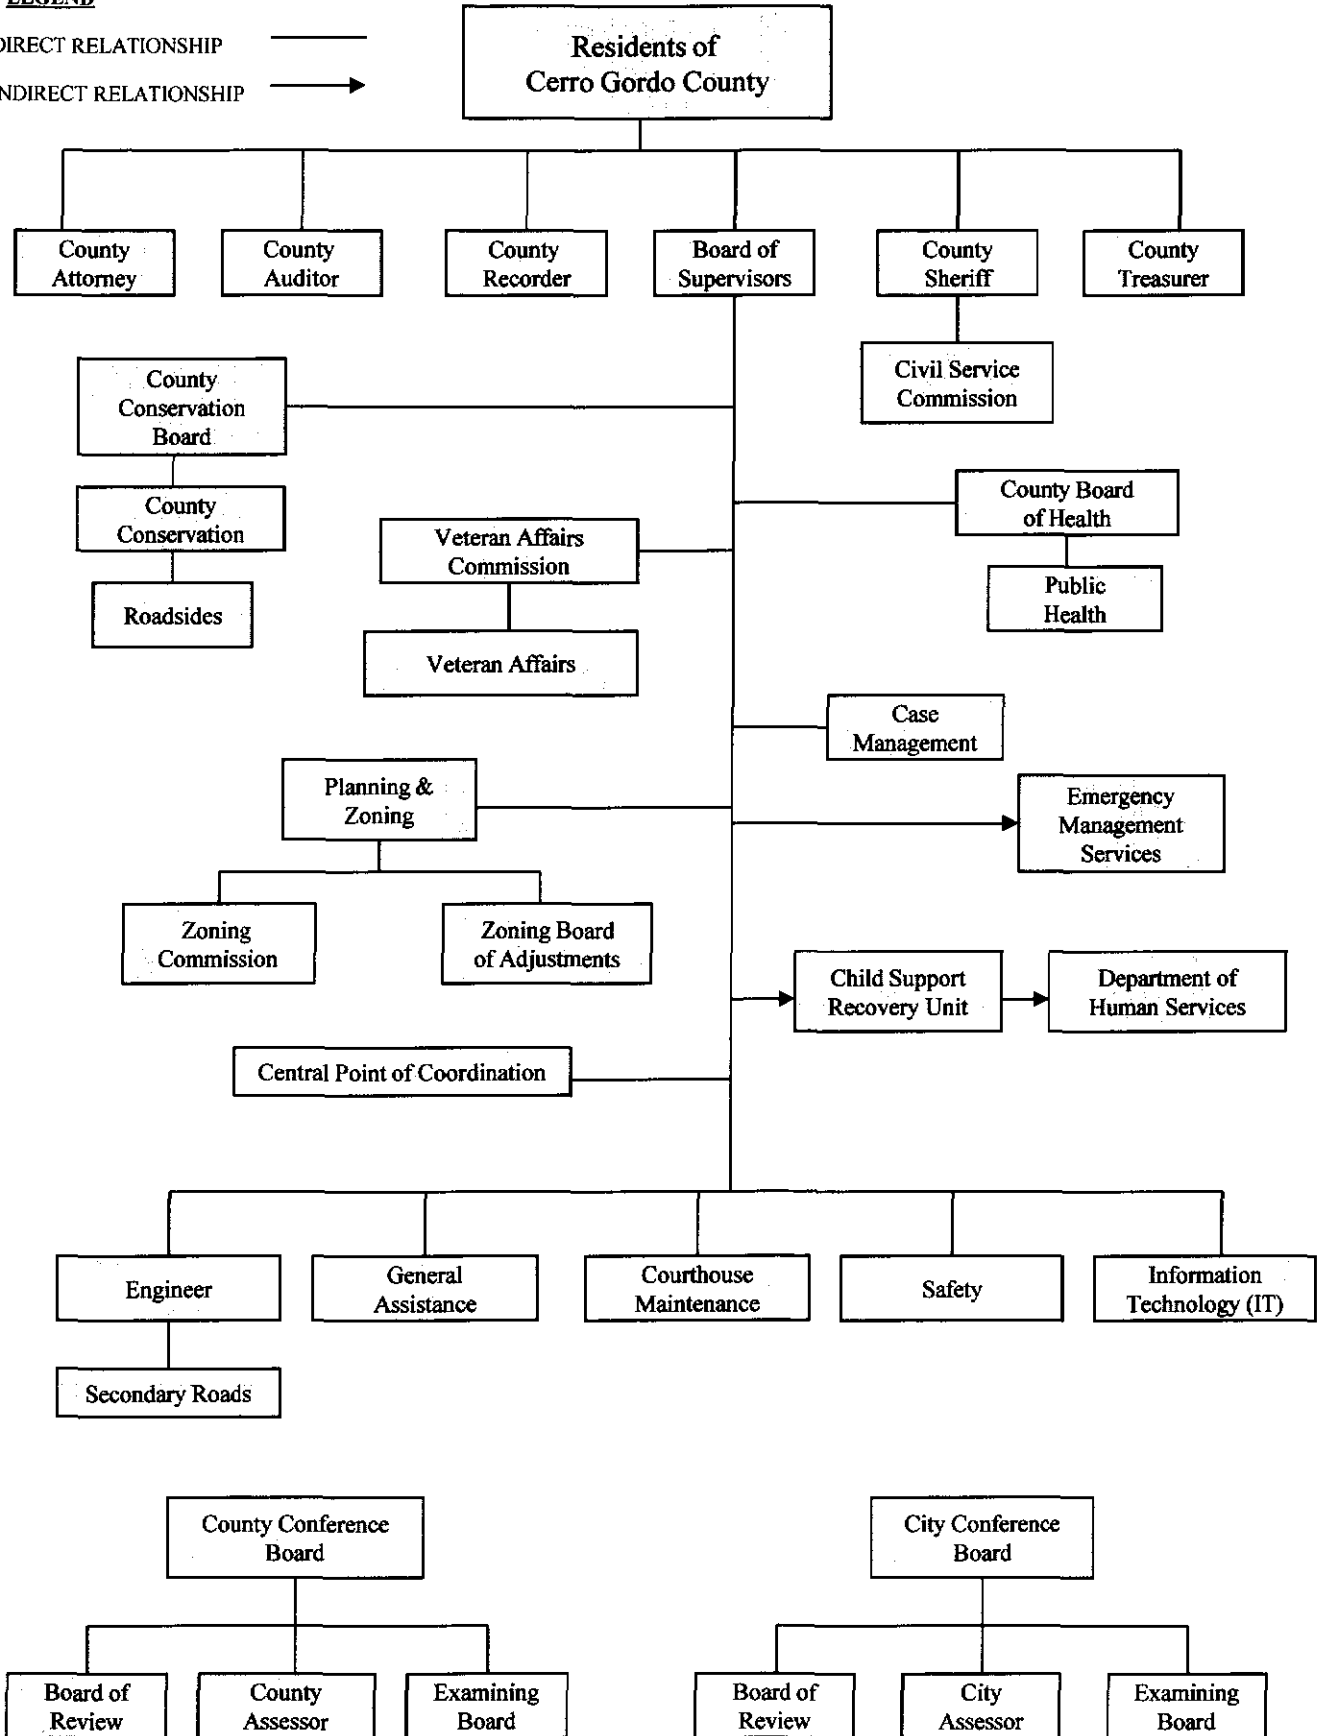 LEGEND
DIRECT RELATIONSHIP
NDIRECT RELATIONSHIP
Residents of
Cerro Gordo County
County
Attorney
County
Auditor
County
Recorder
Board of
Supervisors
County
Sheriff
County
Treasurer
Civil Service
Commission
County
Conservation
Board
County
Conservation
Roadsides
Veteran Affairs
Commission
Veteran Affairs
County Board
of Health
Public
Health
Case
Management
Planning &
Zoning
Emergency
Management
Services
Zoning
Commission
Zoning Board
of Adjustments
Child Support
Recovery Unit
Department of
Human Services
Central Point of Coordination
Engineer
General
Assistance
Courthouse
Maintenance
Safety
Information
Technology (IT)
Secondary Roads
County Conference
Board
City Conference
Board
Board of
Review
County
Assessor
Examining
Board
Board of
Review
City
Assessor
Examining
Board